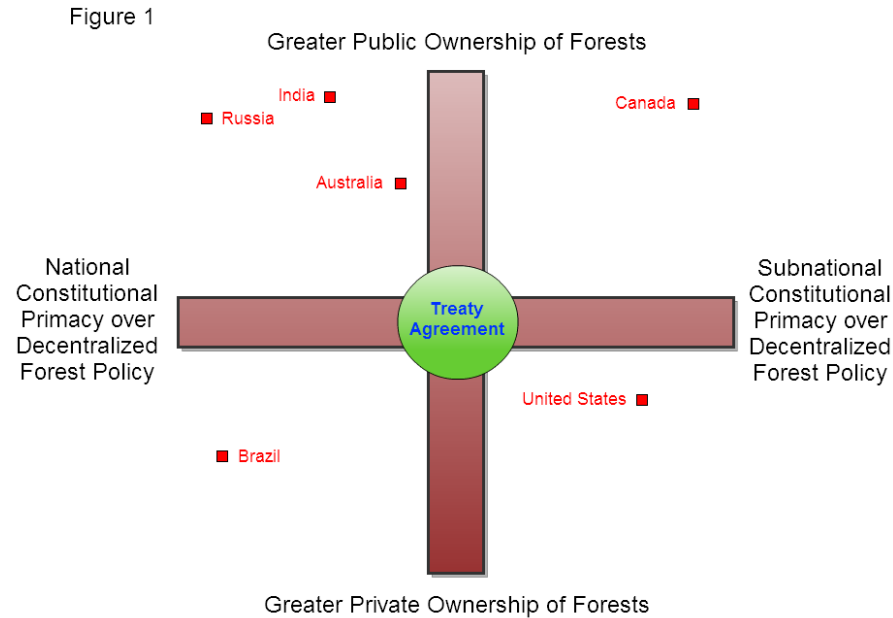 Figure 1
Greater Public Ownership of Forests
India
Canada
Russia
Australia
National
Constitutional
Primacy over
Decentralized
Forest Policy
Treaty
Agreement
Subnational
Constitutional
Primacy over
Decentralized
Forest Policy
United States
Brazil
Greater Private Ownership of Forests